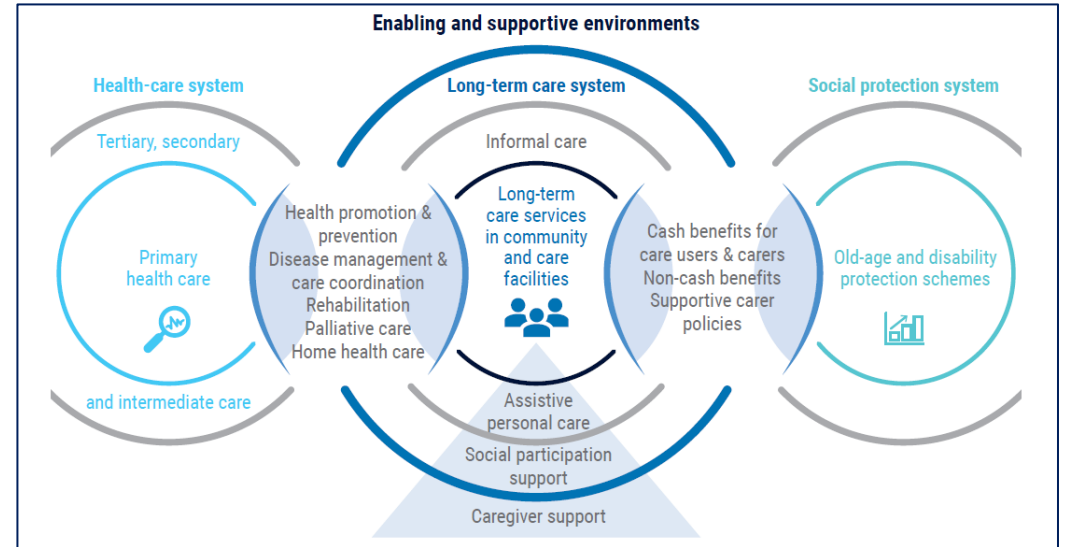 Enabling and supportive environments
Health-care system
Long-term care system
Social protection system
Tertiary, secondary
Informal care
Health promotion &
prevention
Disease management &
care coordination
Rehabilitation
Palliative care
Home health care
Long-term
care services
in community
and care
facilities
Cash benefits for
care users & carers
Non-cash benefits
Supportive carer
policies
Primary
health care
Old-age and disability
protection schemes
and intermediate care
Assistive
personal care
Social participation
support
Caregiver support